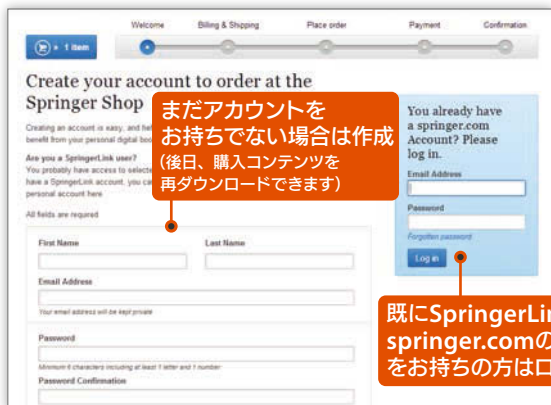 Welcome
Billing & Shipping
Place order
Payment
Confirmation
+ 1 item
Create your account to order at the
Springer Shop
Creating an account is easy, and
benefit from your personal digital
Are you a SpringerLink user?
You probably have access to
have a SpringerLink account, you
personal account here
All fields are required
まだアカウントを
お持ちでない場合は作成
(後日、購入コンテンツを
再ダウンロードできます)
First Name
Last Name
Email Address
Your email address will be kept private
Password
Minimum 6 characters including at least 1 letter and 1 number
Password Confirmation
You already have
a springer.com
Account? Please
log in.
Email Address
Password
Forgotten password
Log in
既にSpringerLin
springer.comの
をお持ちの方はロ